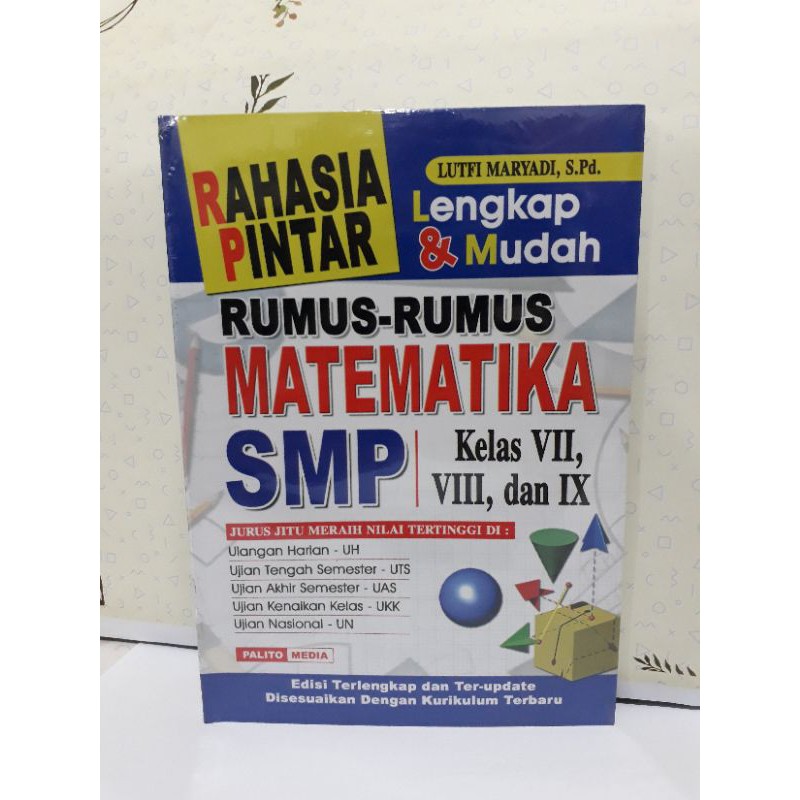 RAHASIA
PINTAR
LUTFI MARYADI, S.Pd.
Lengkap
& Mudah
RUMUS-RUMUS
MATEMATIKA
SMP
Kelas VII,
VIII, dan IX
JURUS JITU MERAIH NILAI TERTINGGI DI :
Ulangan Harian - UH
Ujian Tengah Semester - UTS
Ujian Akhir Semester - UAS
Ujian Kenaikan Kelas - UKK
Ujian Nasional - UN
PALITO MEDIA
Edisi Terlengkap dan Ter-update
Disesuaikan Dengan Kurikulum Terbaru